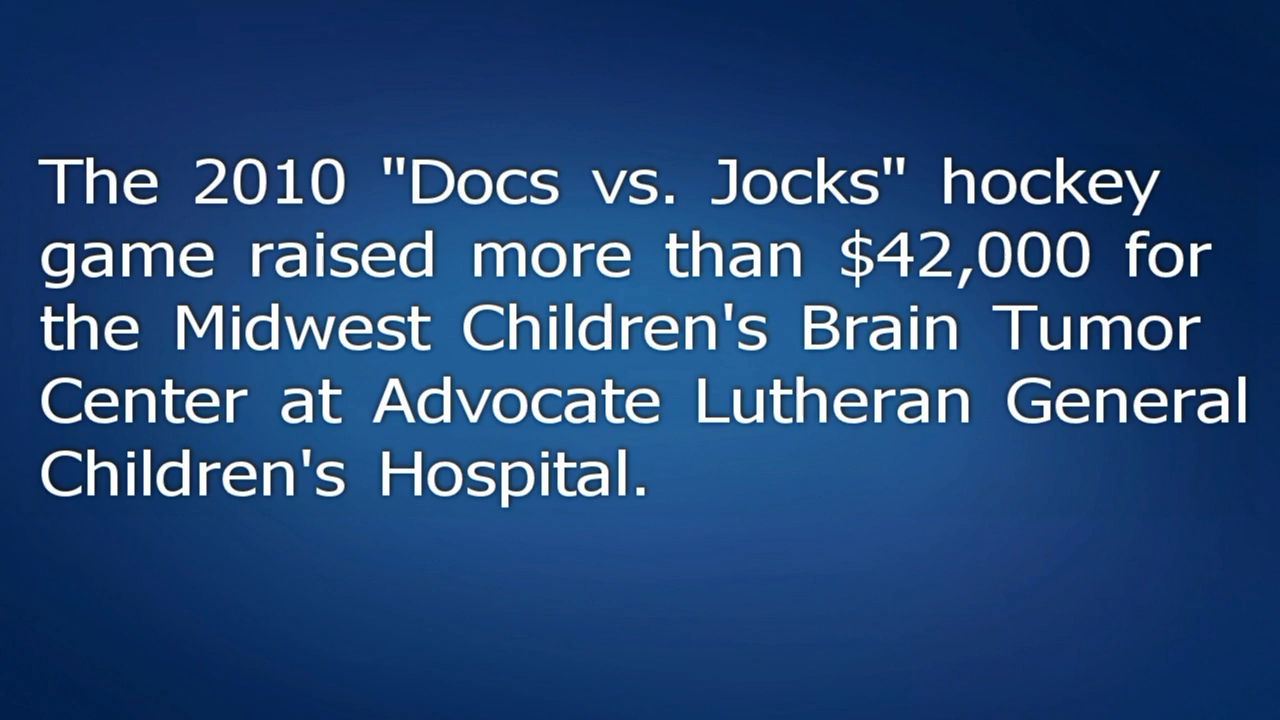 The 2010 "Docs vs. Jocks" hockey
game raised more than $42,000 for
the Midwest Children's Brain Tumor
Center at Advocate Lutheran General
Children's Hospital.